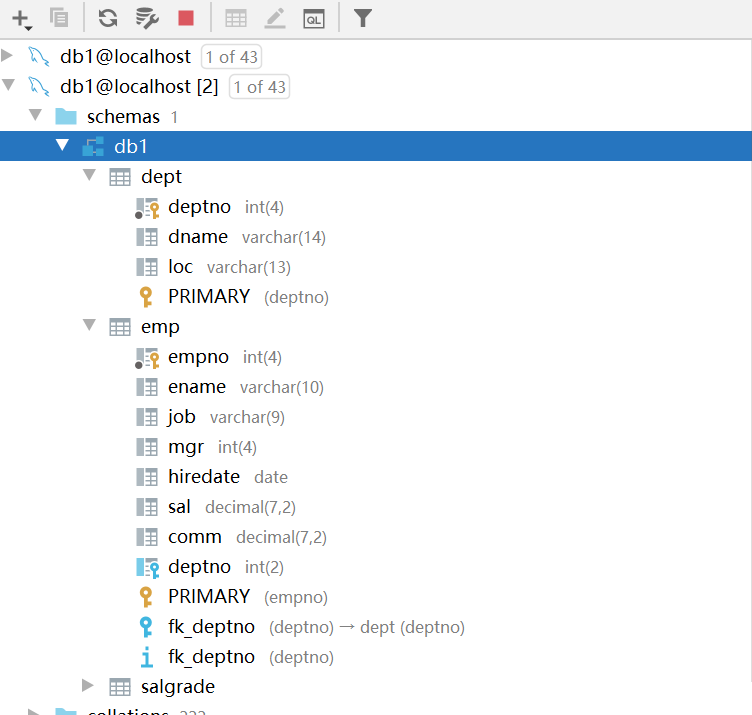 QL
db1@localhost 1 of 43
db1@localhost [2] 1 of 43
schemas 1
db1
dept
deptno int(4)
dname varchar(14)
loc varchar(13)
PRIMARY (deptno)
emp
empno int(4)
ename varchar(10)
job varchar(9)
mgr int(4)
hiredate date
sal decimal(7,2)
comm decimal(7,2)
deptno int(2)
PRIMARY (empno)
fk_deptno (deptno) → dept (deptno)
fk_deptno (deptno)
salgrade
collations 222